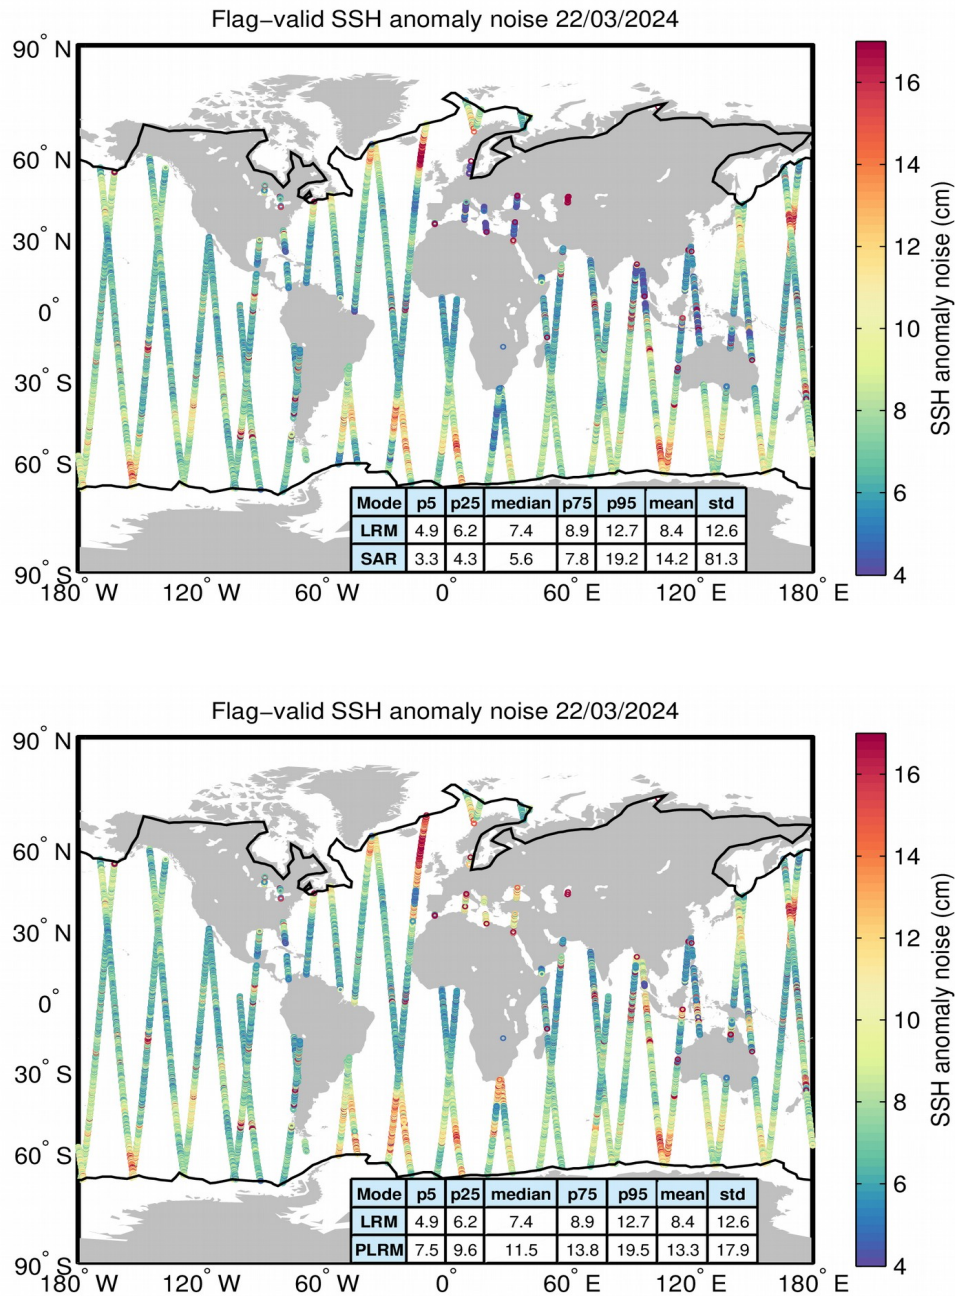 Flag−valid SSH anomaly noise 22/03/2024
90° N
60° N
30° N
0°
30° S
60° S
90° S
180° W 120° W 60° W 0° 60° E 120° E 180° E
Mode p5 p25 median p75 p95 mean std
LRM 4.9 6.2 7.4 8.9 12.7 8.4 12.6
SAR 3.3 4.3 5.6 7.8 19.2 14.2 81.3
16
14
12
10
8
6
4
SSH anomaly noise (cm)
Flag−valid SSH anomaly noise 22/03/2024
90° N
60° N
30° N
0°
30° S
60° S
90° S
180° W 120° W 60° W 0° 60° E 120° E 180° E
Mode p5 p25 median p75 p95 mean std
LRM 4.9 6.2 7.4 8.9 12.7 8.4 12.6
PLRM 7.5 9.6 11.5 13.8 19.5 13.3 17.9
16
14
12
10
8
6
4
SSH anomaly noise (cm)